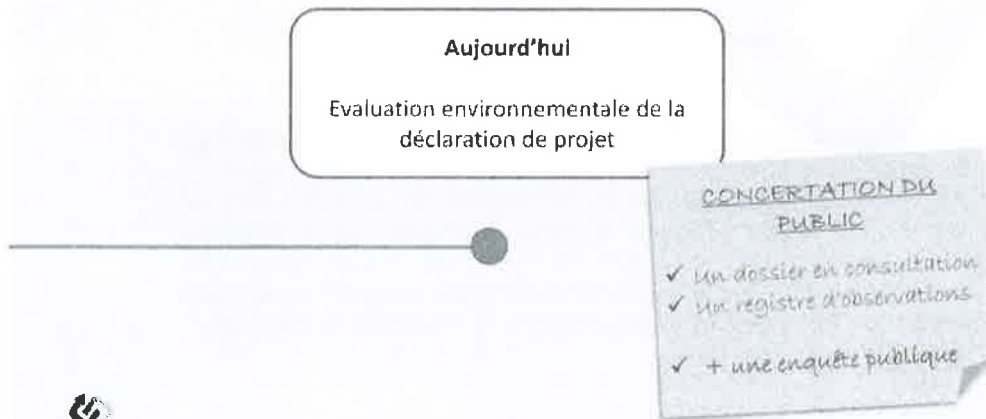 Aujourd'hui
Evaluation environnementale de la
déclaration de projet
CONCERTATION DU
PUBLIC
✓ un dossier en consultation
✓ un registre d'observations
✓ + une enquête publique